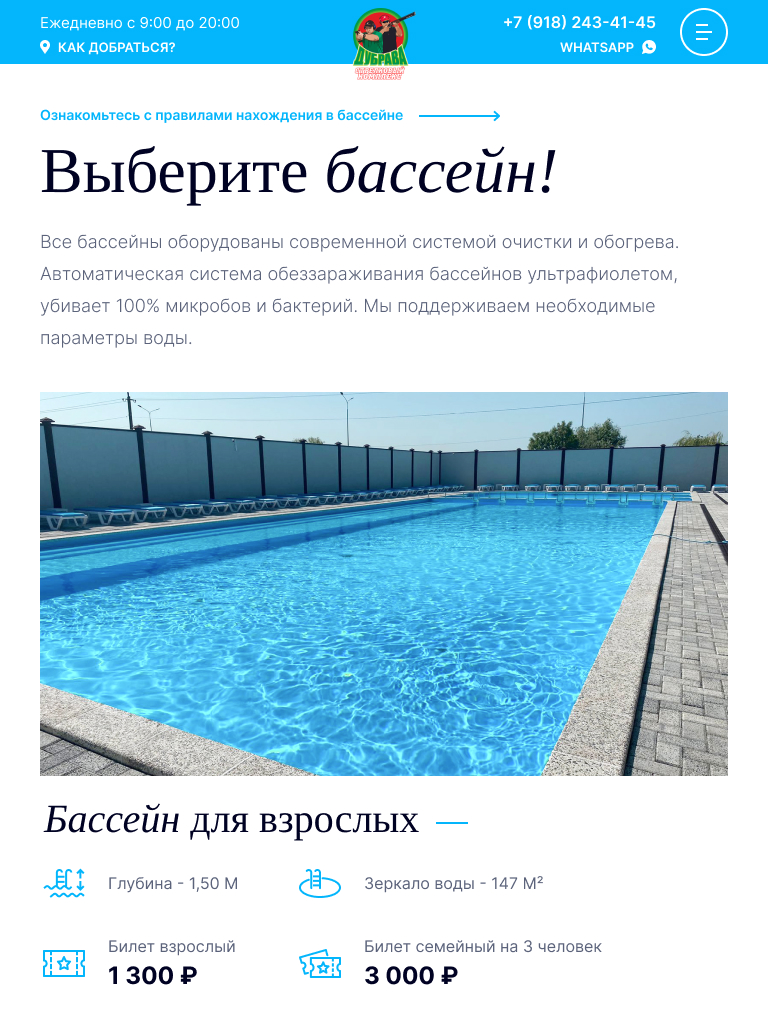 Ежедневно с 9:00 до 20:00
КАК ДОБРАТЬСЯ?
ДУБРАВА
СТРЕЛКОВЫЙ
КОМПЛЕКС
+7 (918) 243-41-45
WHATSAPP
Ознакомьтесь с правилами нахождения в бассейне
Выберите бассейн!
Все бассейны оборудованы современной системой очистки и обогрева.
Автоматическая система обеззараживания бассейнов ультрафиолетом,
убивает 100% микробов и бактерий. Мы поддерживаем необходимые
параметры воды.
Бассейн для взрослых
Глубина - 1,50 М
Зеркало воды - 147 М²
Билет взрослый
1 300 ₽
Билет семейный на 3 человек
3 000 ₽